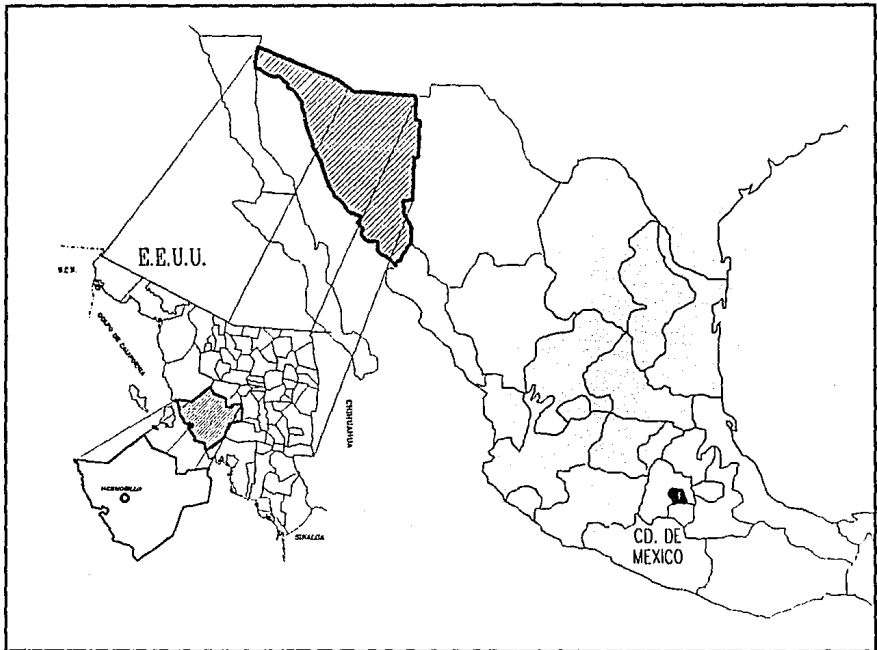 E.E.U.U.
B.C.N.
GOLFO DE CALIFORNIA
CHIHUAHUA
HERMOSILLO
SINALOA
CD. DE
MEXICO